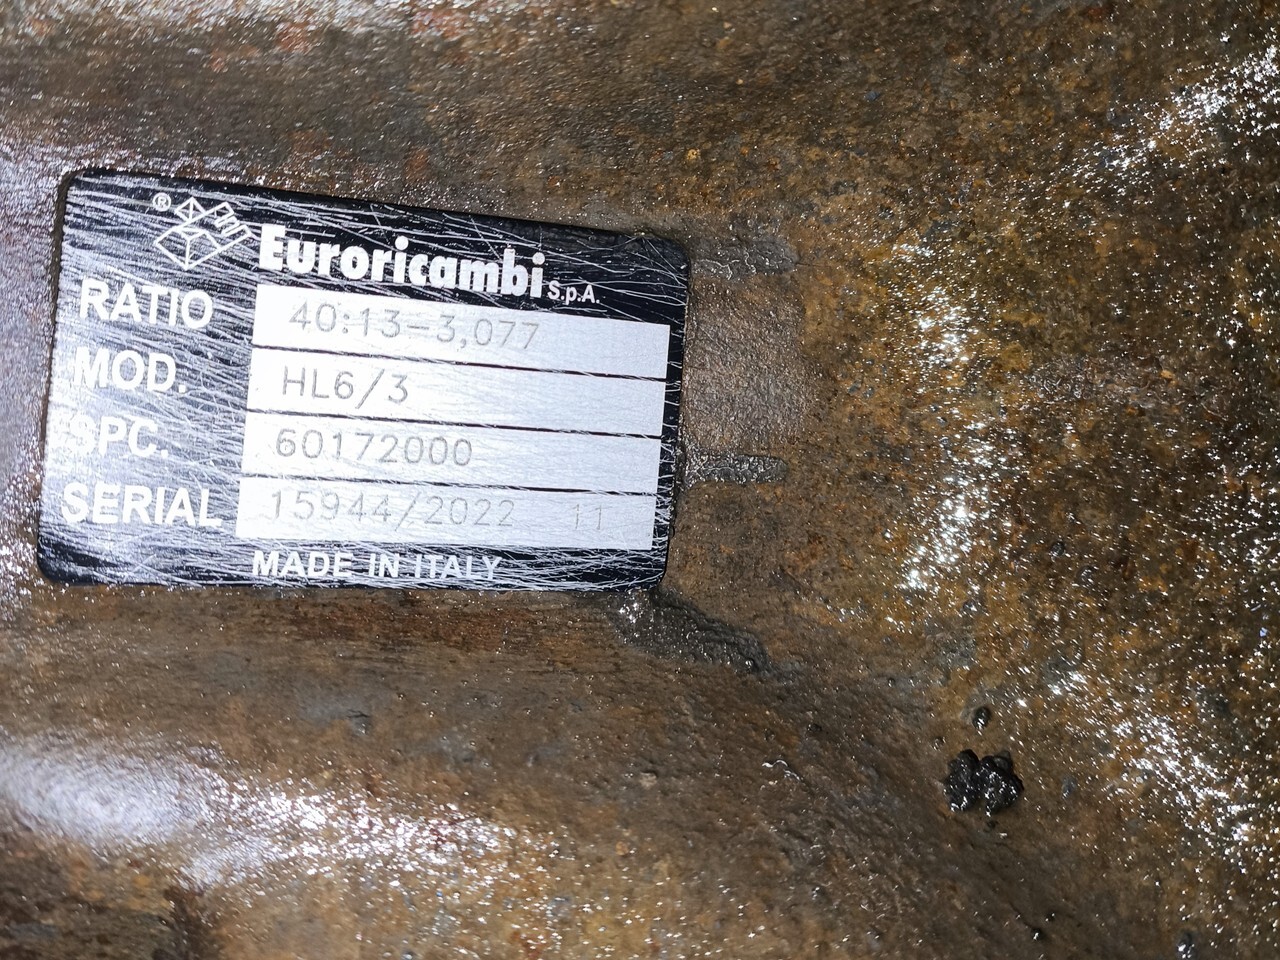 ® Euroricambi S.p.A.
RATIO 40:13-3,077
MOD. HL6/3
SPC. 60172000
SERIAL 15944/2022 11
MADE IN ITALY